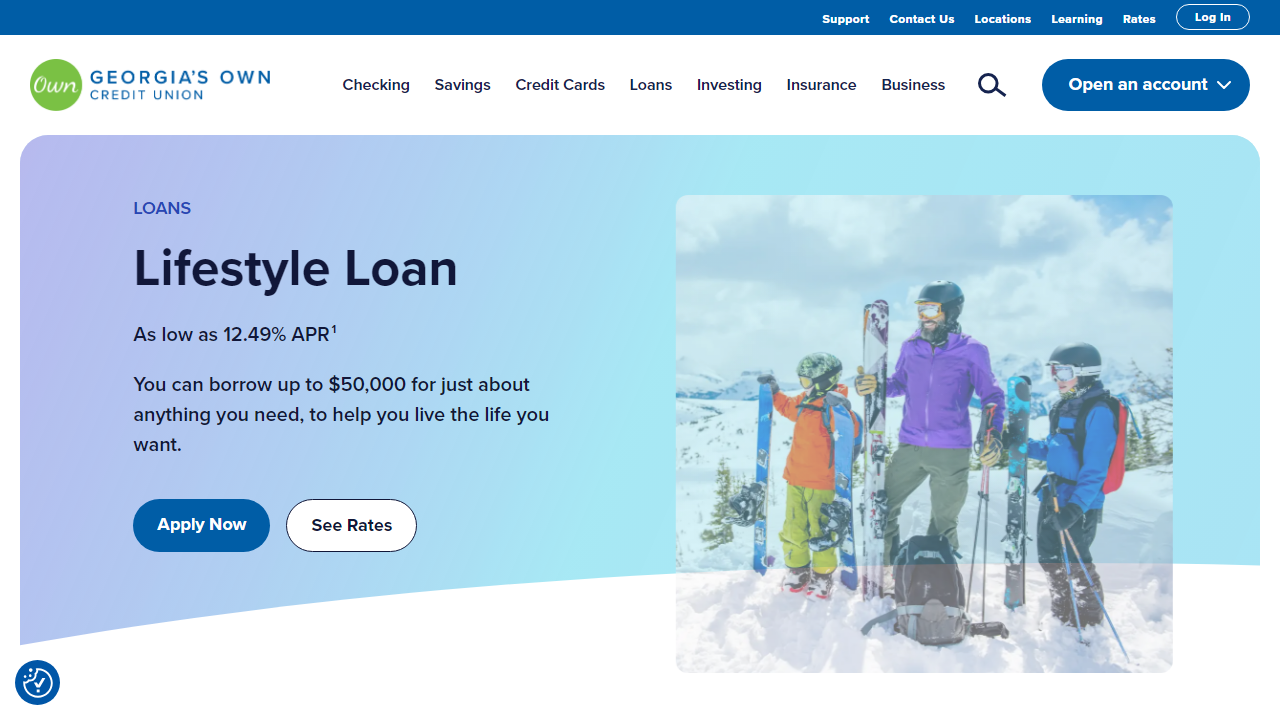 Support Contact Us Locations Learning Rates Log In
Own GEORGIA'S OWN
CREDIT UNION
Checking Savings Credit Cards Loans Investing Insurance Business Open an account
LOANS
Lifestyle Loan
As low as 12.49% APR¹
You can borrow up to $50,000 for just about
anything you need, to help you live the life you
want.
Apply Now See Rates